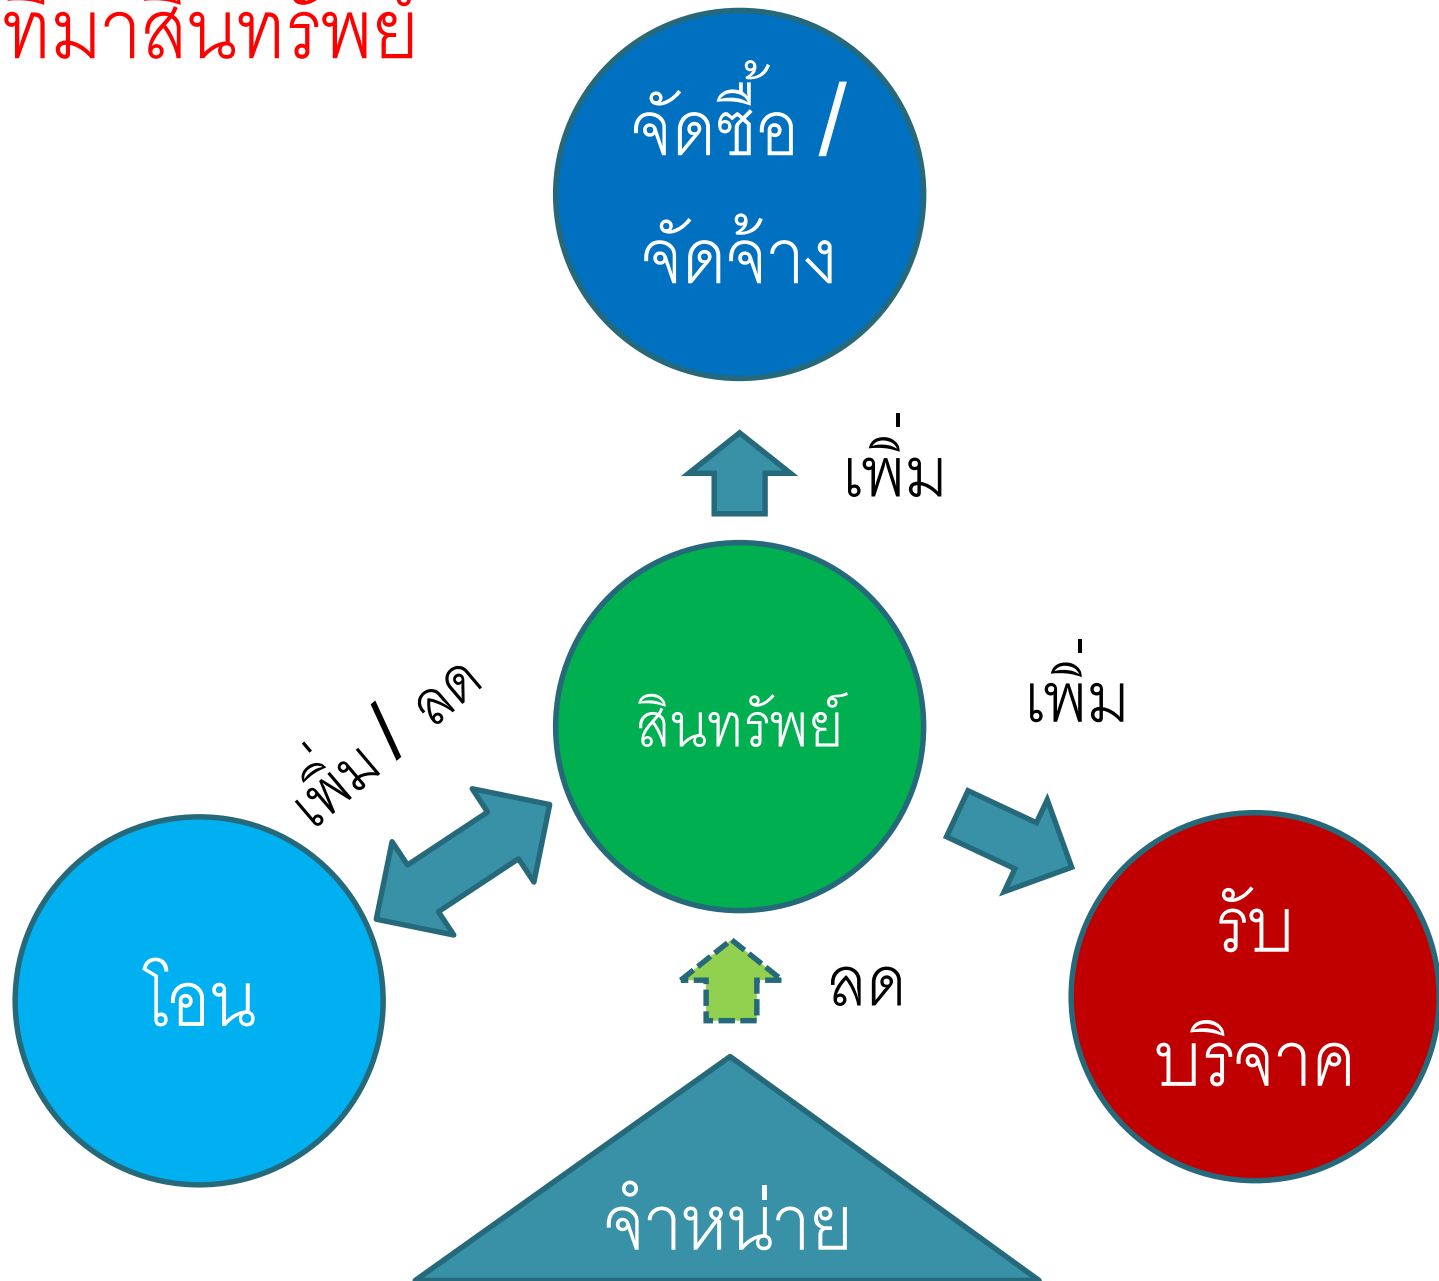 ที่มาสินทรัพย์
จัดซื้อ /
จัดจ้าง
เพิ่ม
สินทรัพย์
เพิ่ม
เพิ่ม / ลด
โอน
รับ
บริจาค
ลด
จำหน่าย